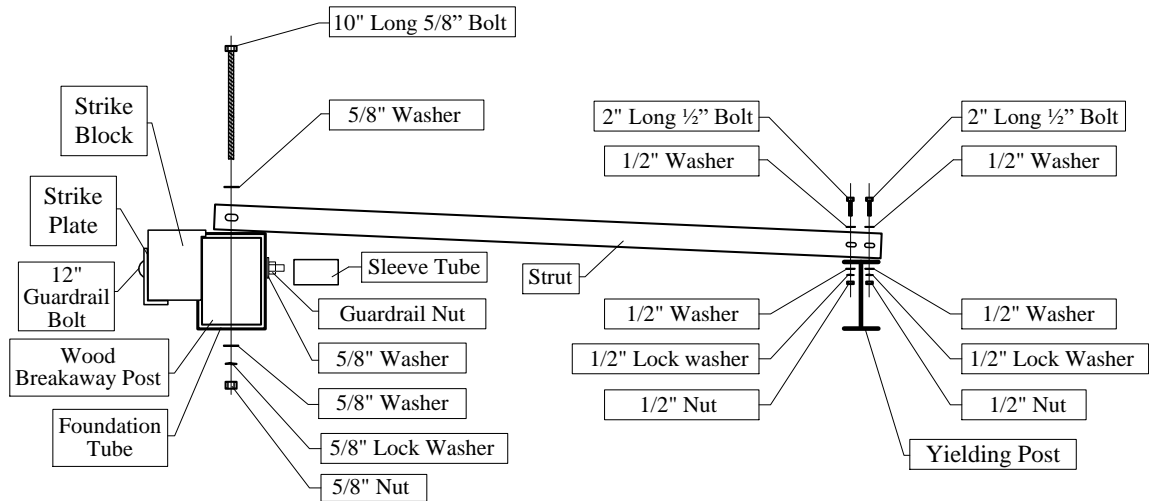 10" Long 5/8” Bolt
Strike
Block
5/8" Washer
2" Long ½” Bolt
2" Long ½” Bolt
1/2" Washer
1/2" Washer
Strike
Plate
12"
Guardrail
Bolt
Sleeve Tube
Strut
Guardrail Nut
1/2" Washer
1/2" Washer
Wood
Breakaway Post
5/8" Washer
1/2" Lock washer
1/2" Lock Washer
5/8" Washer
1/2" Nut
1/2" Nut
Foundation
Tube
5/8" Lock Washer
Yielding Post
5/8" Nut